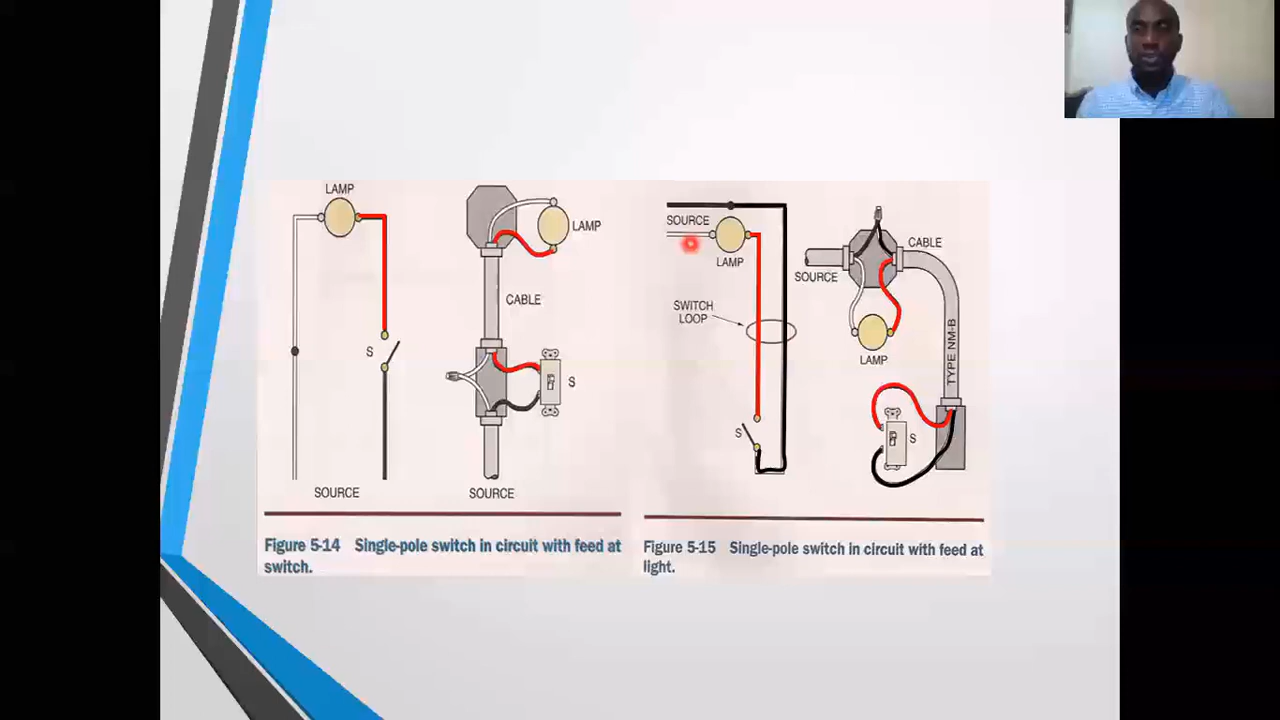 LAMP
LAMP
CABLE
S
S
SOURCE
SOURCE
Figure 5-14 Single-pole switch in circuit with feed at
switch.
SOURCE
LAMP
SWITCH
LOOP
S
CABLE
SOURCE
LAMP
TYPE NM-B
S
Figure 5-15 Single-pole switch in circuit with feed at
light.